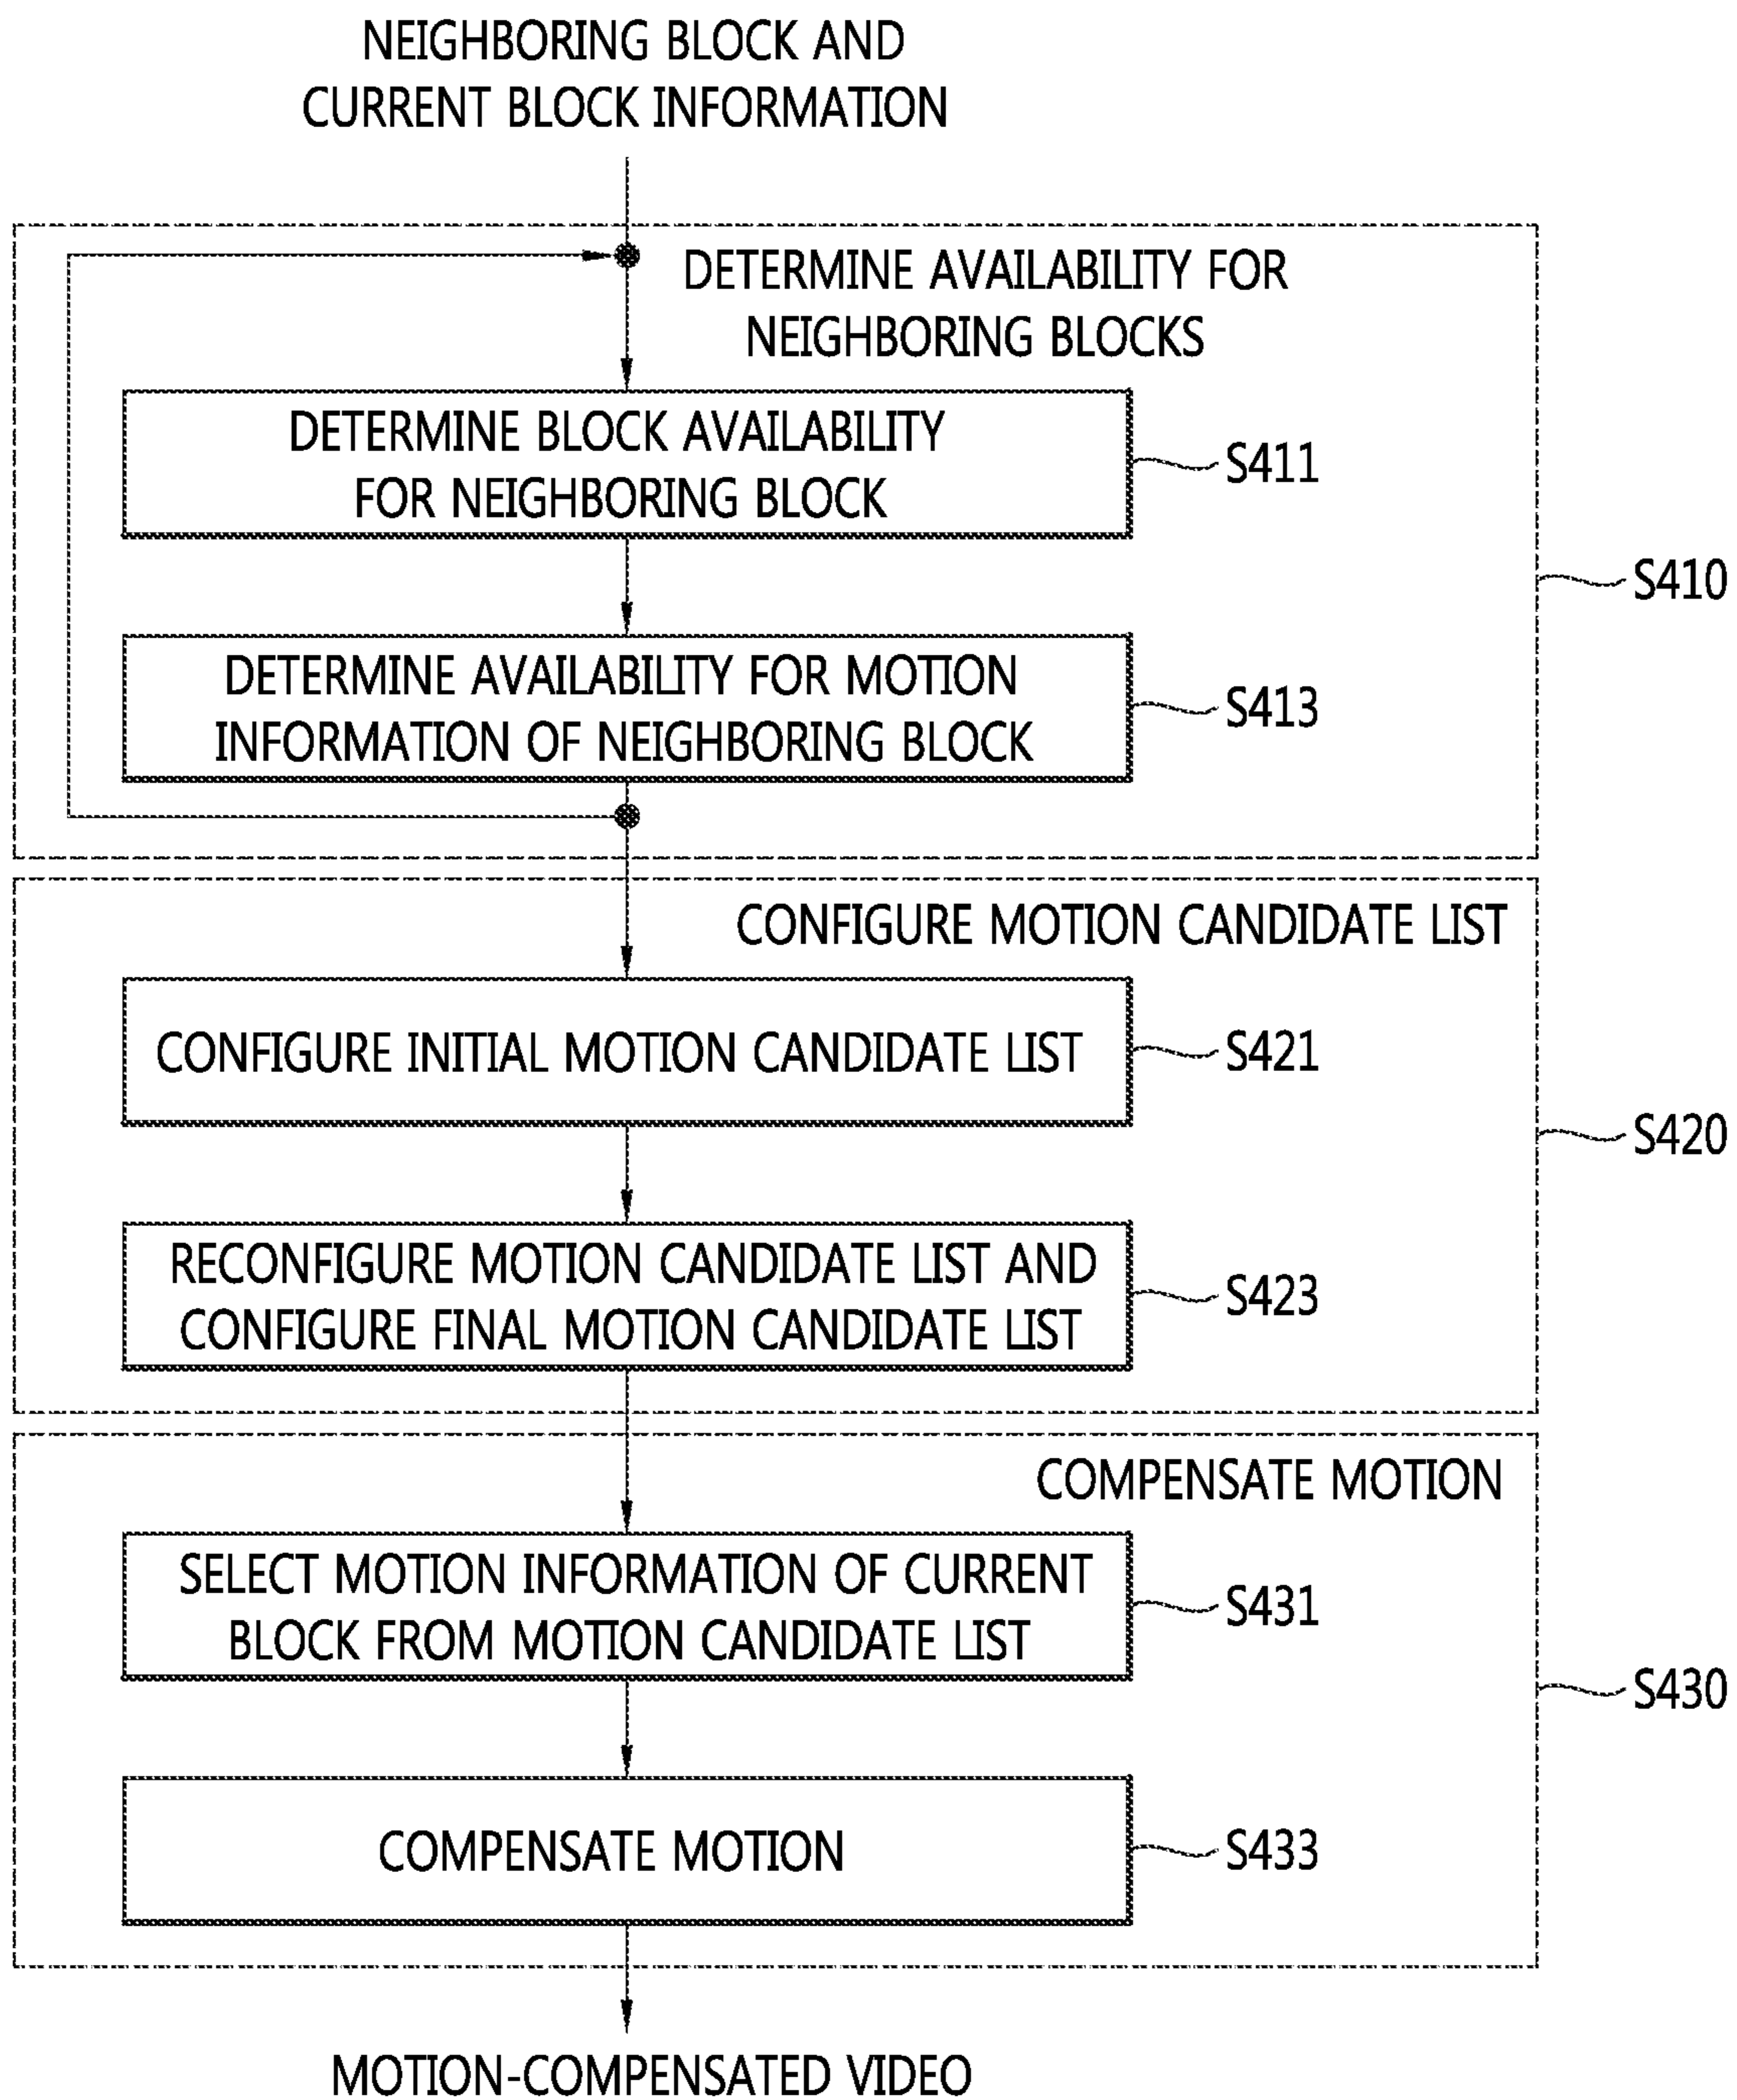 NEIGHBORING BLOCK AND
CURRENT BLOCK INFORMATION
DETERMINE AVAILABILITY FOR
NEIGHBORING BLOCKS
DETERMINE BLOCK AVAILABILITY
FOR NEIGHBORING BLOCK
S411
S410
DETERMINE AVAILABILITY FOR MOTION
INFORMATION OF NEIGHBORING BLOCK
S413
CONFIGURE MOTION CANDIDATE LIST
CONFIGURE INITIAL MOTION CANDIDATE LIST
S421
S420
RECONFIGURE MOTION CANDIDATE LIST AND
CONFIGURE FINAL MOTION CANDIDATE LIST
S423
COMPENSATE MOTION
SELECT MOTION INFORMATION OF CURRENT
BLOCK FROM MOTION CANDIDATE LIST
S431
S430
COMPENSATE MOTION
S433
MOTION-COMPENSATED VIDEO